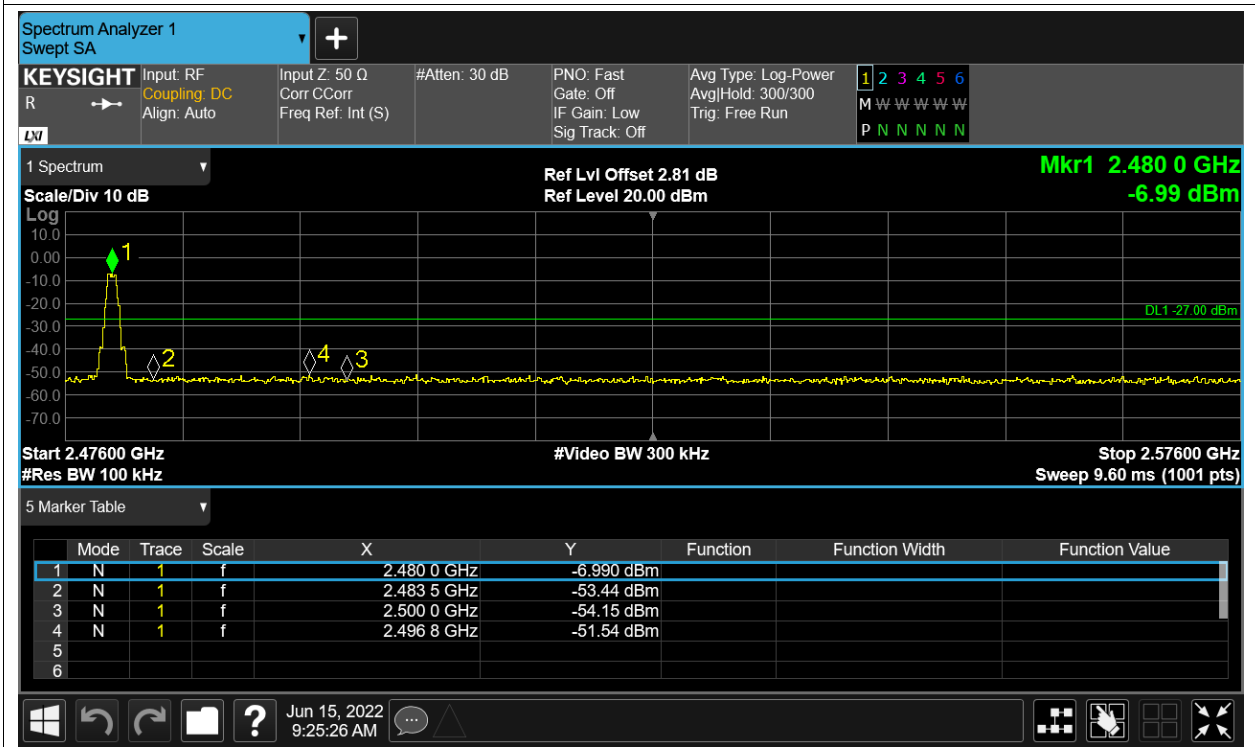 Spectrum Analyzer 1
Swept SA
KEYSIGHT Input: RF Input Z: 50 Ω #Atten: 30 dB PNO: Fast Avg Type: Log-Power 1 2 3 4 5 6
R Coupling: DC Corr CCorr Gate: Off Avg|Hold: 300/300 M W W W W W
Align: Auto Freq Ref: Int (S) IF Gain: Low Trig: Free Run
LXI Sig Track: Off P N N N N N
1 Spectrum Ref Lvl Offset 2.81 dB Mkr1 2.480 0 GHz
Scale/Div 10 dB Ref Level 20.00 dBm -6.99 dBm
Log
10.0
1
0.00
-10.0
-20.0
DL1 -27.00 dBm
-30.0
-40.0
2 4 3
-50.0
-60.0
-70.0
Start 2.47600 GHz #Video BW 300 kHz Stop 2.57600 GHz
#Res BW 100 kHz Sweep 9.60 ms (1001 pts)
5 Marker Table
Mode Trace Scale X Y Function Function Width Function Value
1 N 1 f 2.480 0 GHz -6.990 dBm
2 N 1 f 2.483 5 GHz -53.44 dBm
3 N 1 f 2.500 0 GHz -54.15 dBm
4 N 1 f 2.496 8 GHz -51.54 dBm
5
6
? Jun 15, 2022
9:25:26 AM